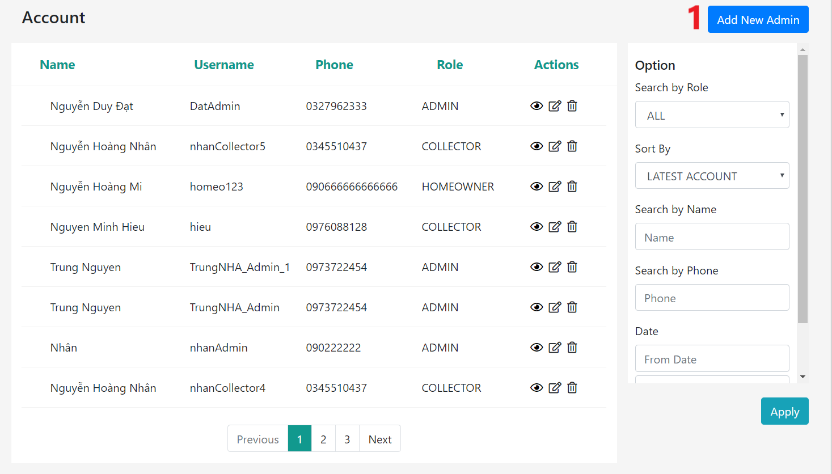 Account
1
Add New Admin
Name Username Phone Role Actions
Nguyễn Duy Đạt DatAdmin 0327962333 ADMIN
Nguyễn Hoàng Nhân nhanCollector5 0345510437 COLLECTOR
Nguyễn Hoàng Mi homeo123 090666666666666 HOMEOWNER
Nguyen Minh Hieu hieu 0976088128 COLLECTOR
Trung Nguyen TrungNHA_Admin_1 0973722454 ADMIN
Trung Nguyen TrungNHA_Admin 0973722454 ADMIN
Nhân nhanAdmin 090222222 ADMIN
Nguyễn Hoàng Nhân nhanCollector4 0345510437 COLLECTOR
Previous 1 2 3 Next
Option
Search by Role
ALL
Sort By
LATEST ACCOUNT
Search by Name
Name
Search by Phone
Phone
Date
From Date
Apply